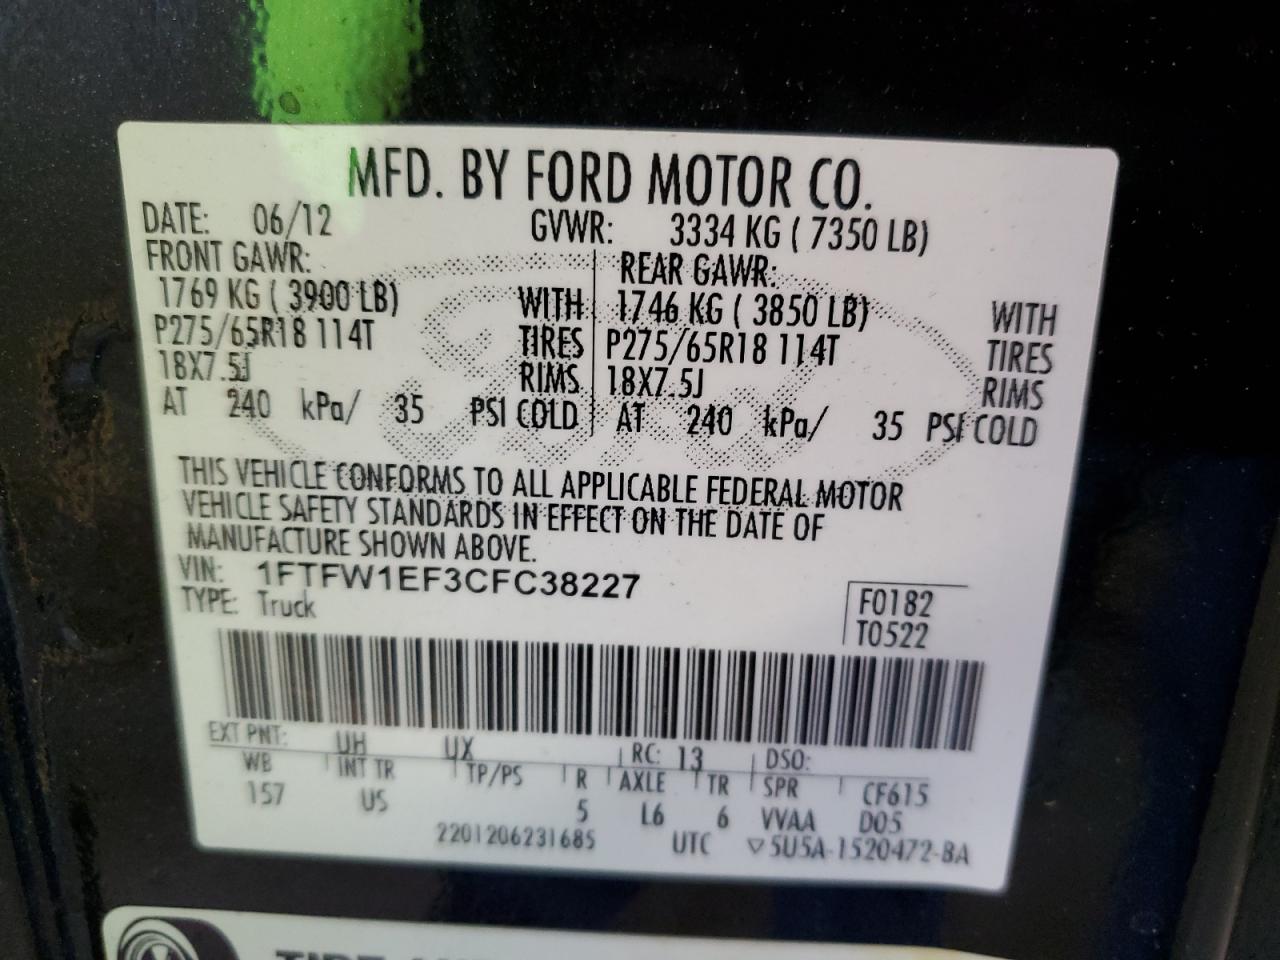 MFD. BY FORD MOTOR CO.
DATE: 06/12 GVWR: 3334 KG ( 7350 LB)
FRONT GAWR: REAR GAWR:
1769 KG ( 3900 LB) WITH 1746 KG ( 3850 LB) WITH
P275/65R18 114T TIRES P275/65R18 114T TIRES
18X7.5J RIMS 18X7.5J RIMS
AT 240 kPa/ 35 PSI COLD AT 240 kPa/ 35 PSI COLD
THIS VEHICLE CONFORMS TO ALL APPLICABLE FEDERAL MOTOR
VEHICLE SAFETY STANDARDS IN EFFECT ON THE DATE OF
MANUFACTURE SHOWN ABOVE.
VIN: 1FTFW1EF3CFC38227
TYPE: Truck
F0182
T0522
EXT PNT: UH UX RC: 13 DSO:
WB INT TR TP/PS R AXLE TR SPR CF615
157 US 5 L6 6 VVAA D05
2201206231685 UTC ▽5U5A-1520472-BA